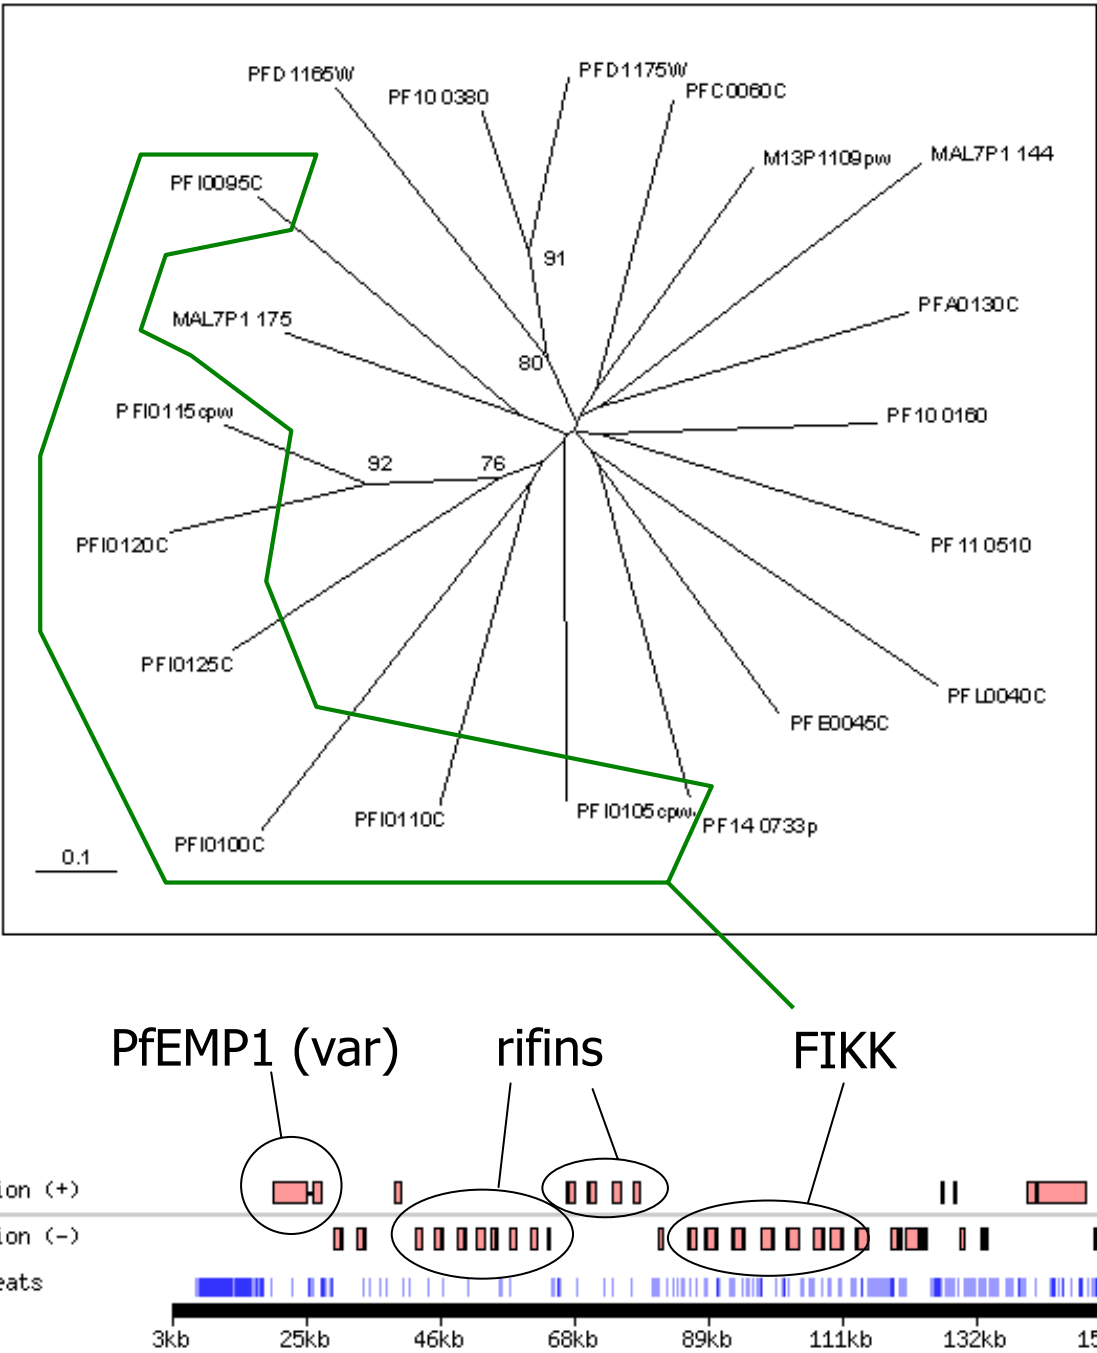 PFD1165W
PFD1175W
PF10 0380
PFC0060C
M13P1109pw
MAL7P1 144
PFI0095C
91
PFA0130C
MAL7P1 175
80
PFI0115cpw
PF10 0160
92
76
PFI0120C
PF11 0510
PFI0125C
PFL0040C
PFE0045C
PFI0105cpw
PFI0110C
PF14 0733p
PFI0100C
0.1
PfEMP1 (var)
rifins
FIKK
ion (+)
ion (-)
eats
3kb 25kb 46kb 68kb 89kb 111kb 132kb 15